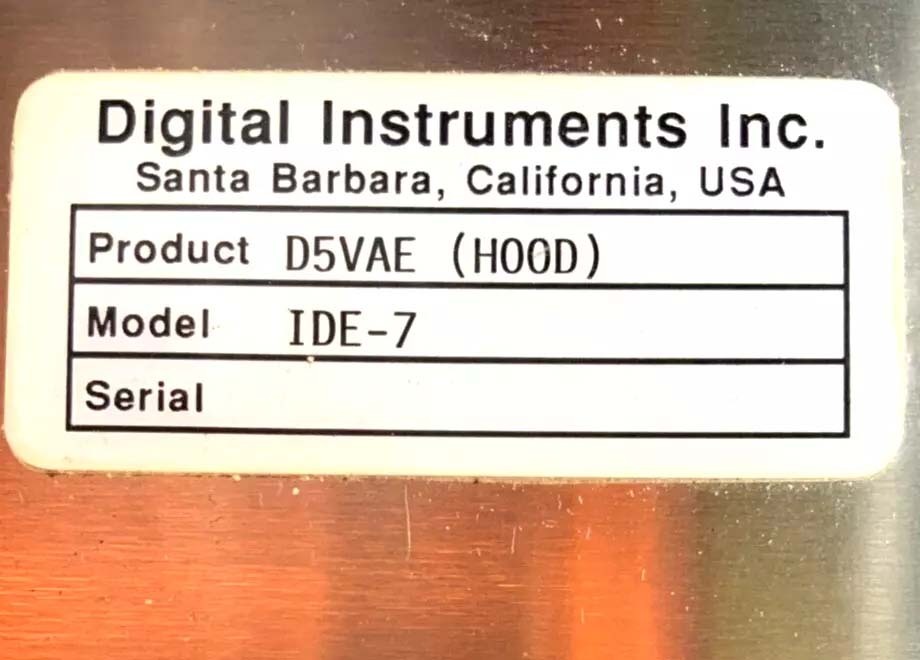 Digital Instruments Inc.
Santa Barbara, California, USA
Product D5VAE (HOOD)
Model IDE-7
Serial